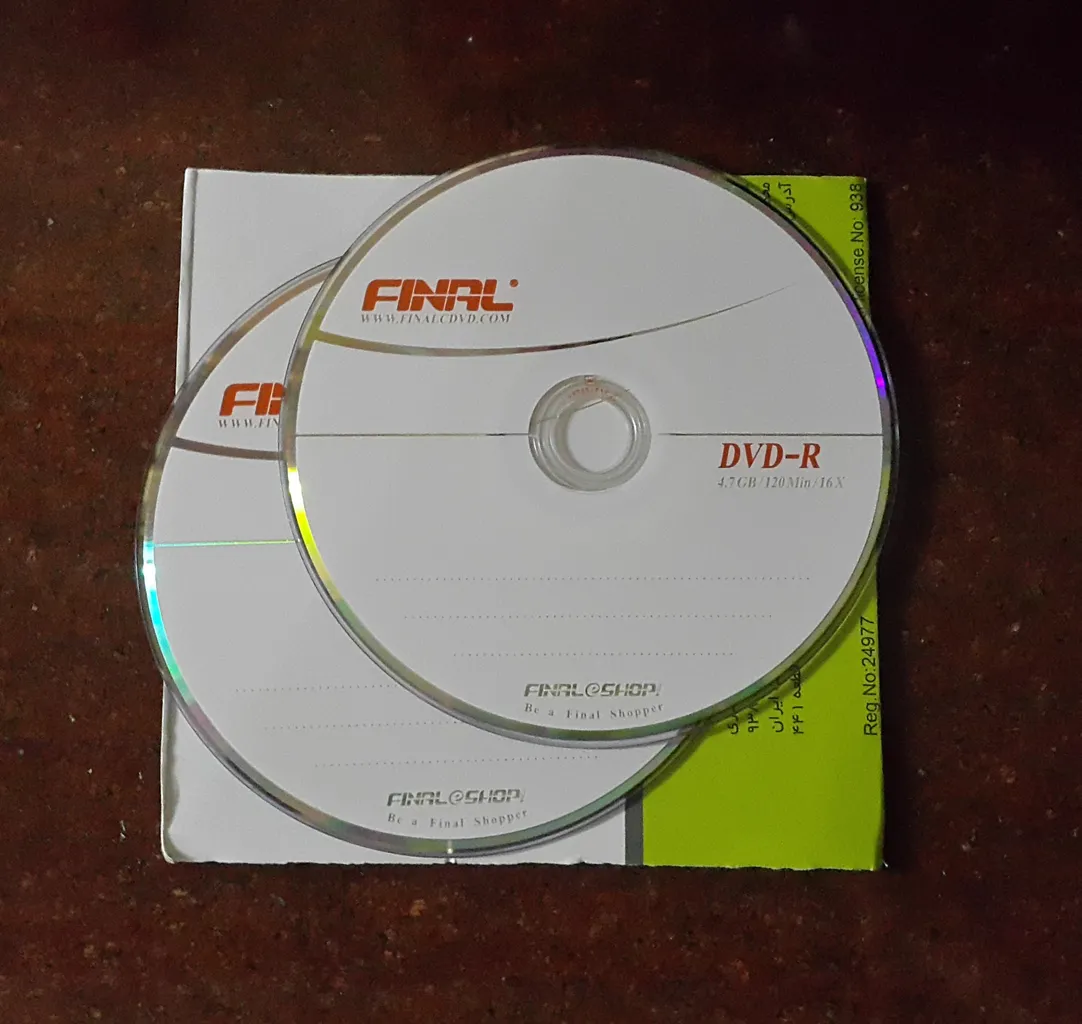 FINAL
WWW.FINALCDVD.COM
DVD-R
4.7GB/120Min/16X
FINAL@SHOP
Be a Final Shopper
FINAL@SHOP
Be a Final Shopper
No: 938
Reg.No:24977
ایران
۴۴۱